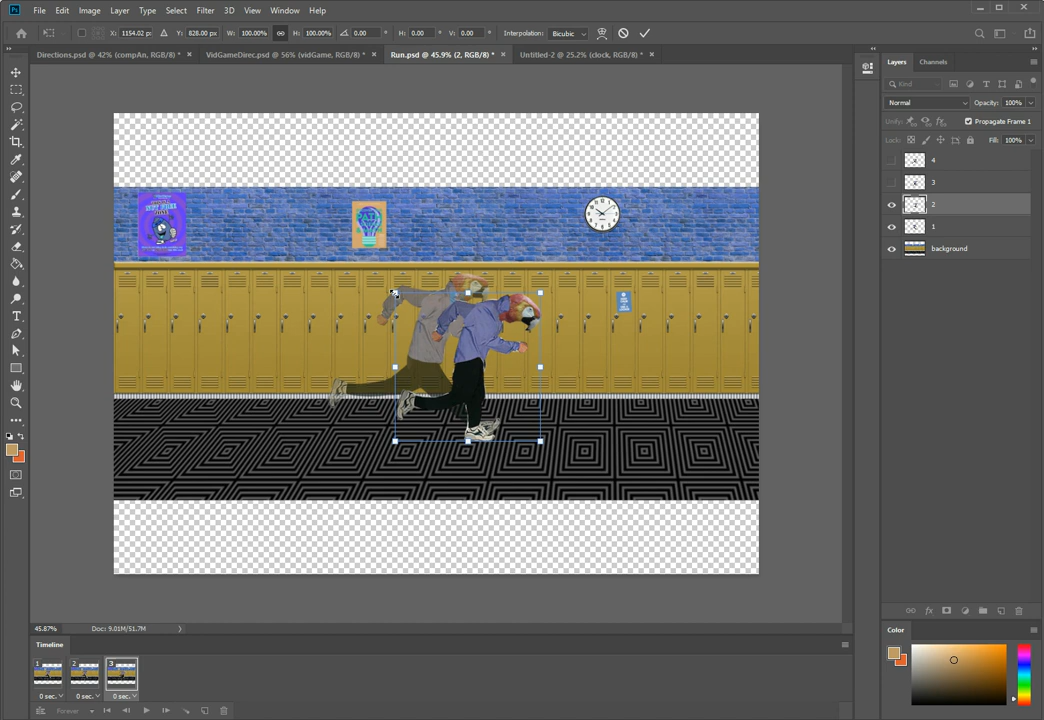 Ps File Edit Image Layer Type Select Filter 3D View Window Help
X: 1154.02 px Y: 828.00 px W: 100.00% H: 100.00% 0.00 ° H: 0.00 ° V: 0.00 ° Interpolation: Bicubic
Directions.psd @ 42% (compAn, RGB/8) * × VidGameDirec.psd @ 56% (vidGame, RGB/8) * × Run.psd @ 45.9% (2, RGB/8) * × Untitled-2 @ 25.2% (clock, RGB/8) * ×
Layers Channels
Kind
Normal Opacity: 100%
Unify: Propagate Frame 1
Lock: Fill: 100%
4
3
2
1
background
NOT FREE
45.87% Doc: 9.01M/51.7M
Color
Timeline
1 2 3
0 sec. 0 sec. 0 sec.
Forever